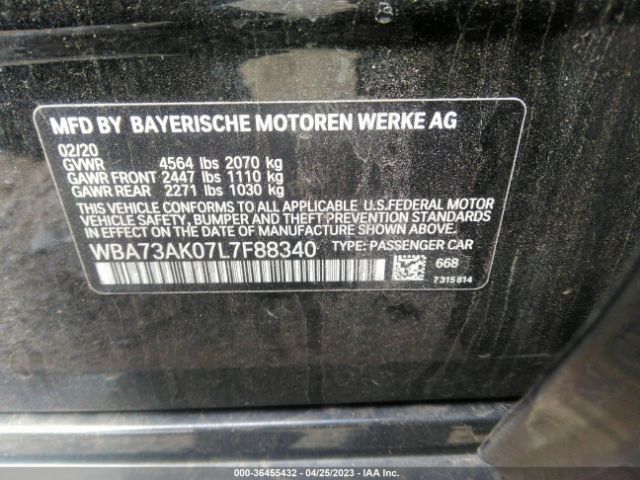 MFD BY BAYERISCHE MOTOREN WERKE AG
02/20
GVWR 4564 lbs 2070 kg
GAWR FRONT 2447 lbs 1110 kg
GAWR REAR 2271 lbs 1030 kg
THIS VEHICLE CONFORMS TO ALL APPLICABLE U.S.FEDERAL MOTOR
VEHICLE SAFETY, BUMPER AND THEFT PREVENTION STANDARDS
IN EFFECT ON THE DATE OF MANUFACTURE SHOWN ABOVE.
WBA73AK07L7F88340 TYPE: PASSENGER CAR
668
7315814
000-36455432 - 04/25/2023 - IAA Inc.